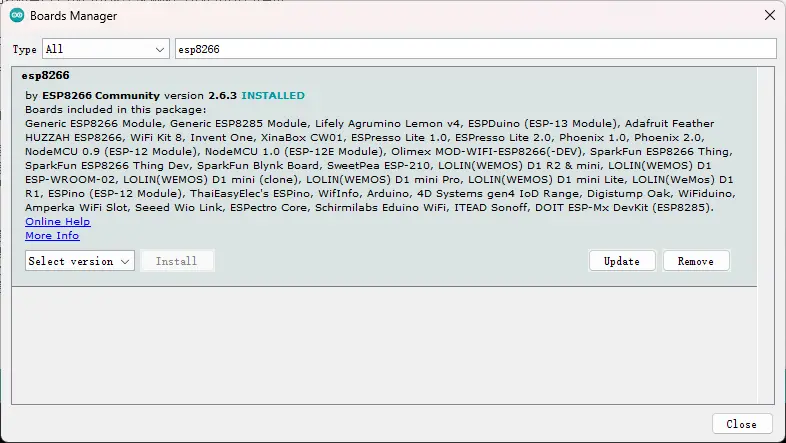 Boards Manager
Type All esp8266
esp8266
by ESP8266 Community version 2.6.3 INSTALLED
Boards included in this package:
Generic ESP8266 Module, Generic ESP8285 Module, Lifely Agrumino Lemon v4, ESPDuino (ESP-13 Module), Adafruit Feather
HUZZAH ESP8266, WiFi Kit 8, Invent One, XinaBox CW01, ESPresso Lite 1.0, ESPresso Lite 2.0, Phoenix 1.0, Phoenix 2.0,
NodeMCU 0.9 (ESP-12 Module), NodeMCU 1.0 (ESP-12E Module), Olimex MOD-WIFI-ESP8266(-DEV), SparkFun ESP8266 Thing,
SparkFun ESP8266 Thing Dev, SparkFun Blynk Board, SweetPea ESP-210, LOLIN(WEMOS) D1 R2 & mini, LOLIN(WEMOS) D1
ESP-WROOM-02, LOLIN(WEMOS) D1 mini (clone), LOLIN(WEMOS) D1 mini Pro, LOLIN(WEMOS) D1 mini Lite, LOLIN(WeMos) D1
R1, ESPino (ESP-12 Module), ThaiEasyElec's ESPino, WifInfo, Arduino, 4D Systems gen4 IoD Range, Digistump Oak, WiFiduino,
Amperka WiFi Slot, Seeed Wio Link, ESPectro Core, Schirmilabs Eduino WiFi, ITEAD Sonoff, DOIT ESP-Mx DevKit (ESP8285).
Online Help
More Info
Select version Install Update Remove
Close